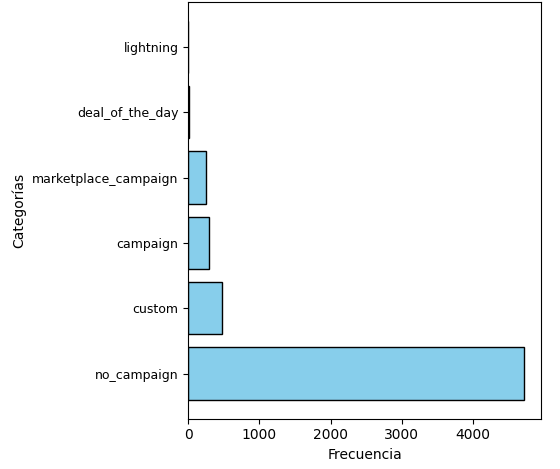 lightning
deal_of_the_day
marketplace_campaign
campaign
custom
no_campaign
Categorías
0 1000 2000 3000 4000
Frecuencia